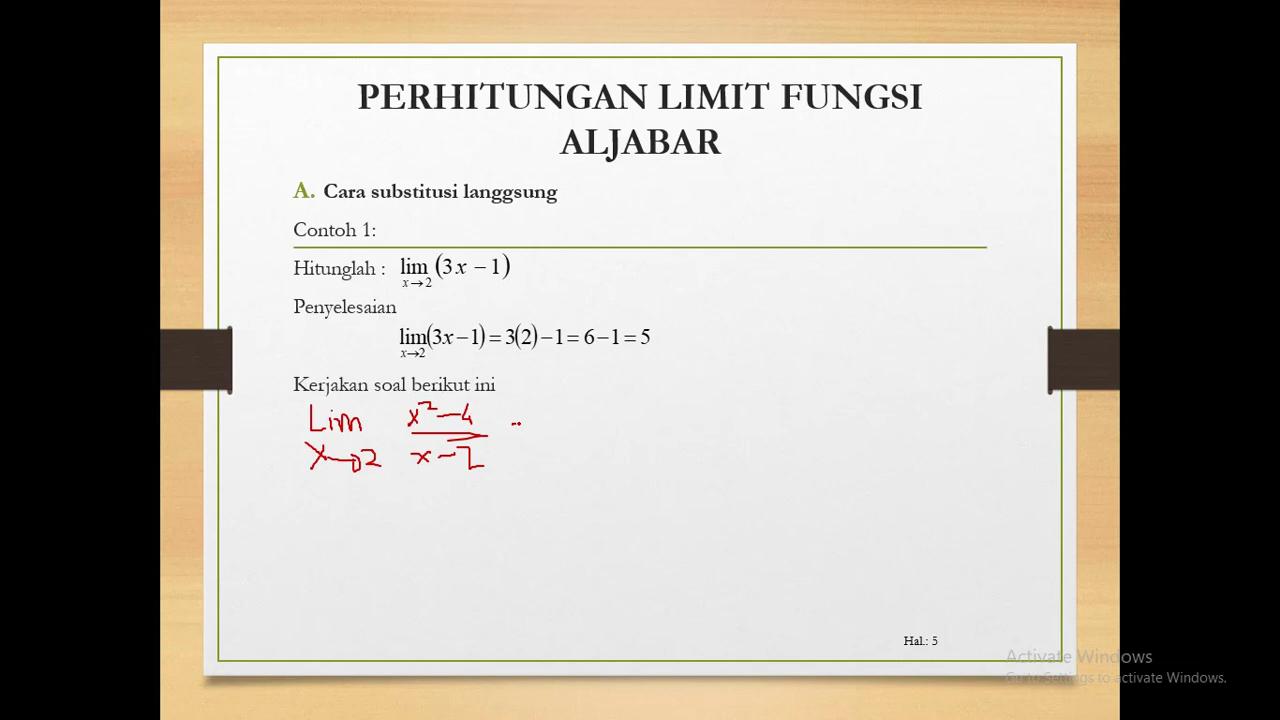 PERHITUNGAN LIMIT FUNGSI
ALJABAR
A. Cara substitusi langgsung
Contoh 1:
Hitunglah : lim (3x − 1)
x→2
Penyelesaian
lim(3x−1)=3(2)−1=6−1=5
x→2
Kerjakan soal berikut ini
Lim x²-4
x→2 x-2
Hal.: 5
Activate Windows
Go to Settings to activate Windows.